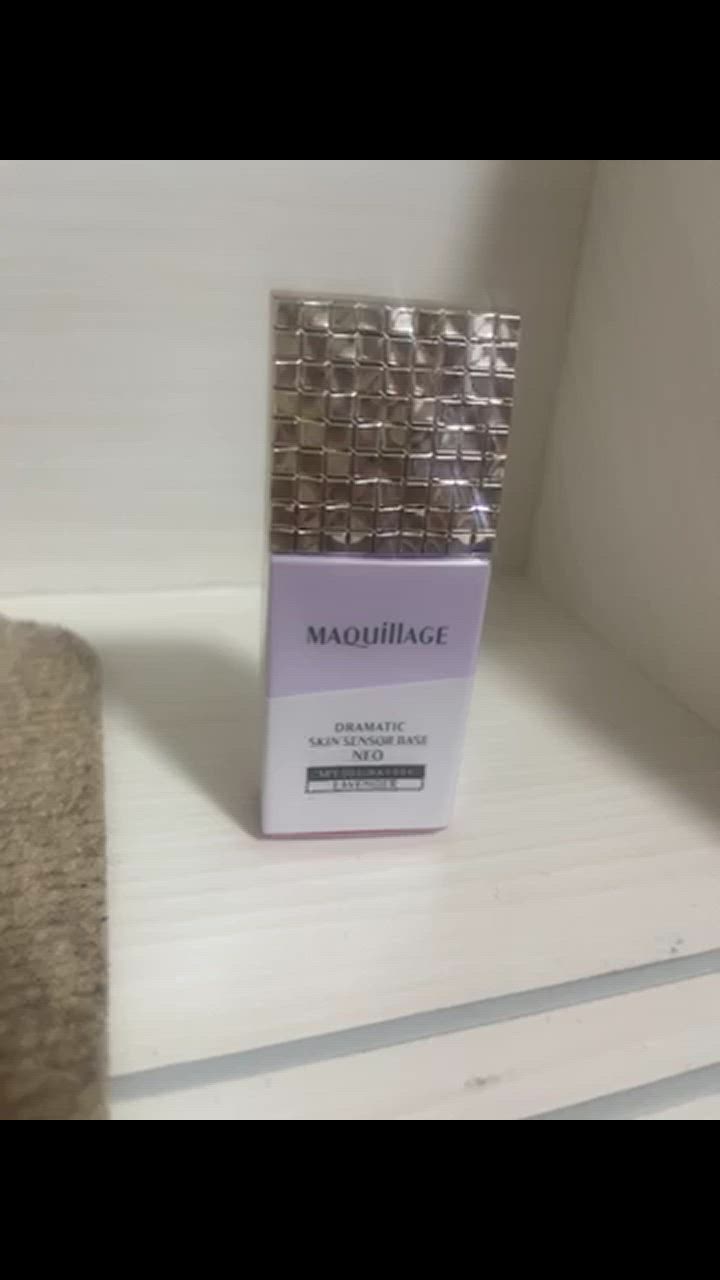 MAQuillAGE
DRAMATIC
SKIN SENSOR BASE
NEO
LAVENDER